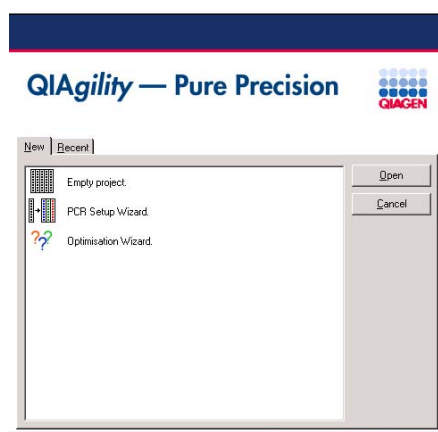 QIAgility — Pure Precision
QIAGEN
New Recent
Empty project.
PCR Setup Wizard.
Optimisation Wizard.
Open
Cancel